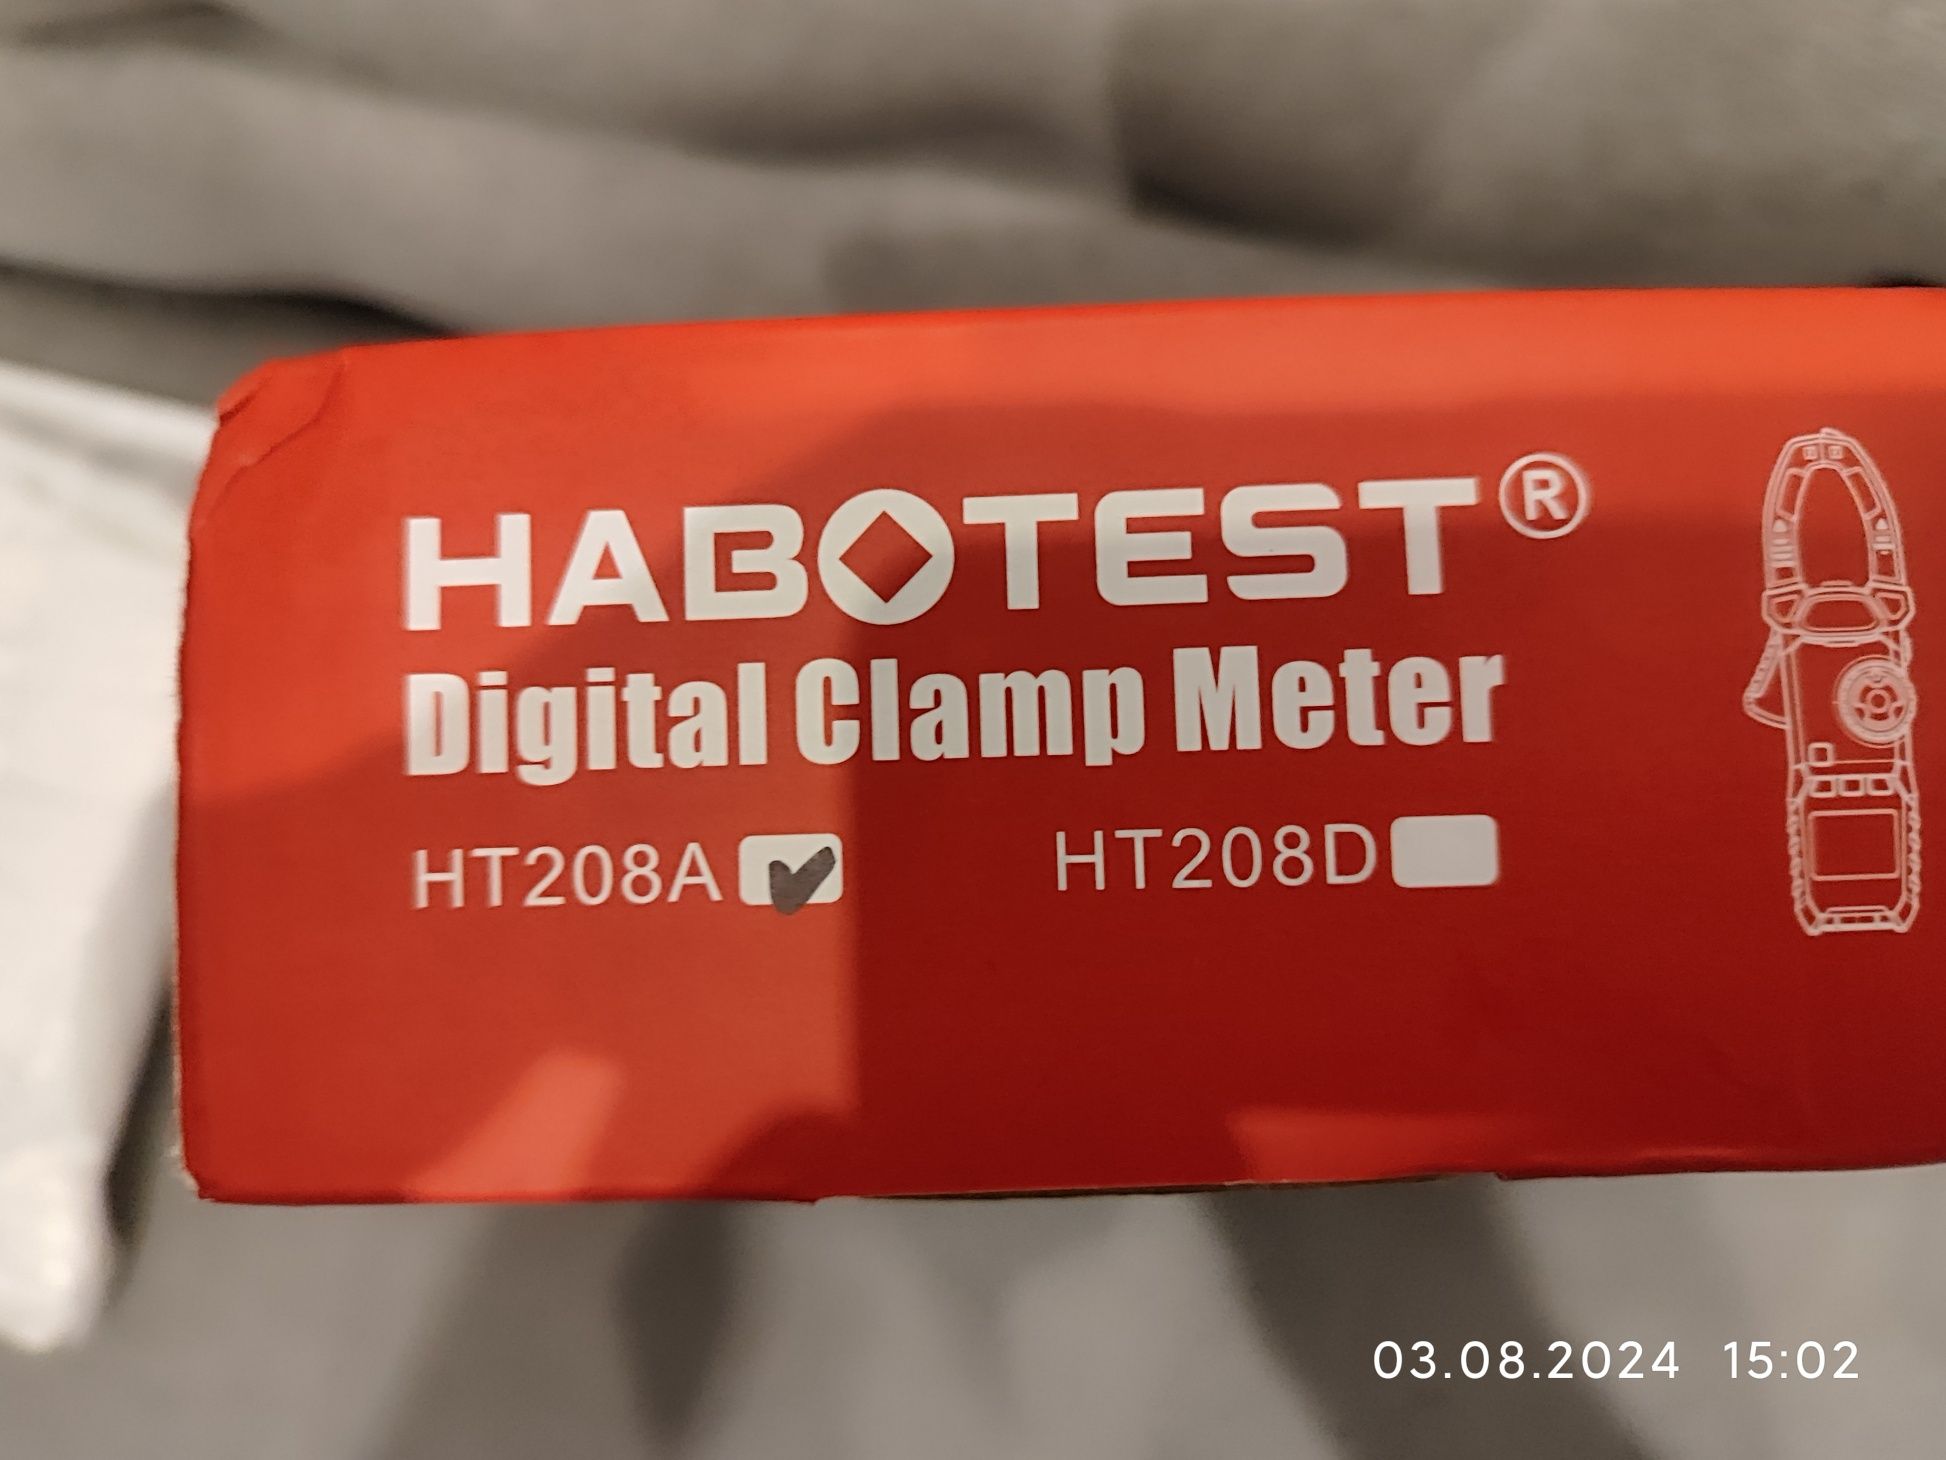 HABOTEST®
Digital Clamp Meter
HT208A HT208D
03.08.2024 15:02